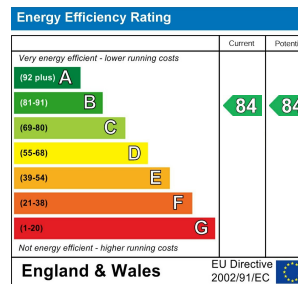 Energy Efficiency Rating
Current Potenti
Very energy efficient - lower running costs
(92 plus) A
(81-91) B
84 84
(69-80) C
(55-68) D
(39-54) E
(21-38) F
(1-20) G
Not energy efficient - higher running costs
England & Wales
EU Directive
2002/91/EC